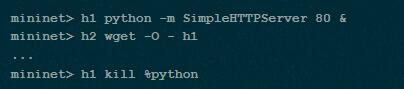 mininet> h1 python -m SimpleHTTPServer 80 &
mininet> h2 wget -O - h1
...
mininet> h1 kill %python